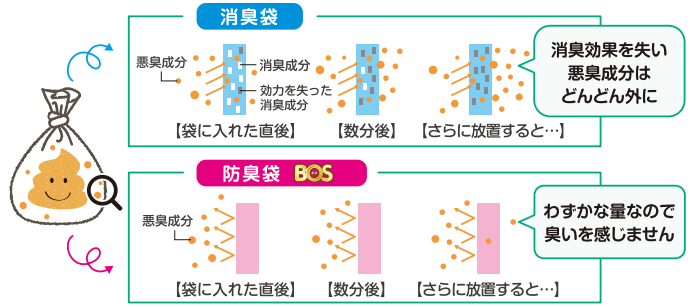 消臭袋
悪臭成分
消臭成分
効力を失った
消臭成分
【袋に入れた直後】
【数分後】
【さらに放置すると…】
消臭効果を失い
悪臭成分は
どんどん外に
防臭袋 BOS
悪臭成分
【袋に入れた直後】
【数分後】
【さらに放置すると…】
わずかな量なので
臭いを感じません